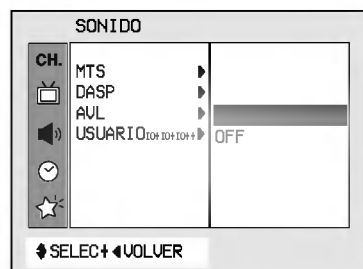 SONIDO
CH.
MTS
DASP
AVL
USUARIO
OFF
SELEC+ VOLVER